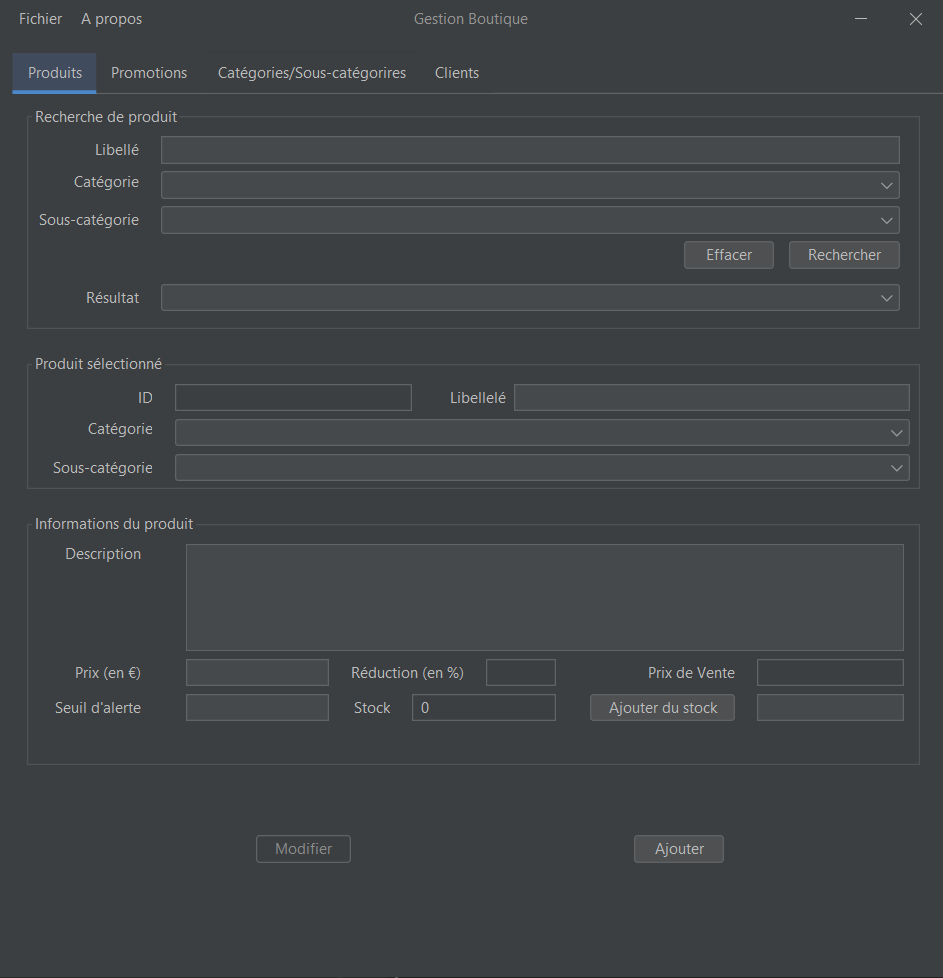 Fichier A propos Gestion Boutique
Produits Promotions Catégories/Sous-catégorires Clients
Recherche de produit
Libellé
Catégorie
Sous-catégorie
Effacer Rechercher
Résultat
Produit sélectionné
ID Libellelé
Catégorie
Sous-catégorie
Informations du produit
Description
Prix (en €) Réduction (en %) Prix de Vente
Seuil d'alerte Stock 0 Ajouter du stock
Modifier Ajouter